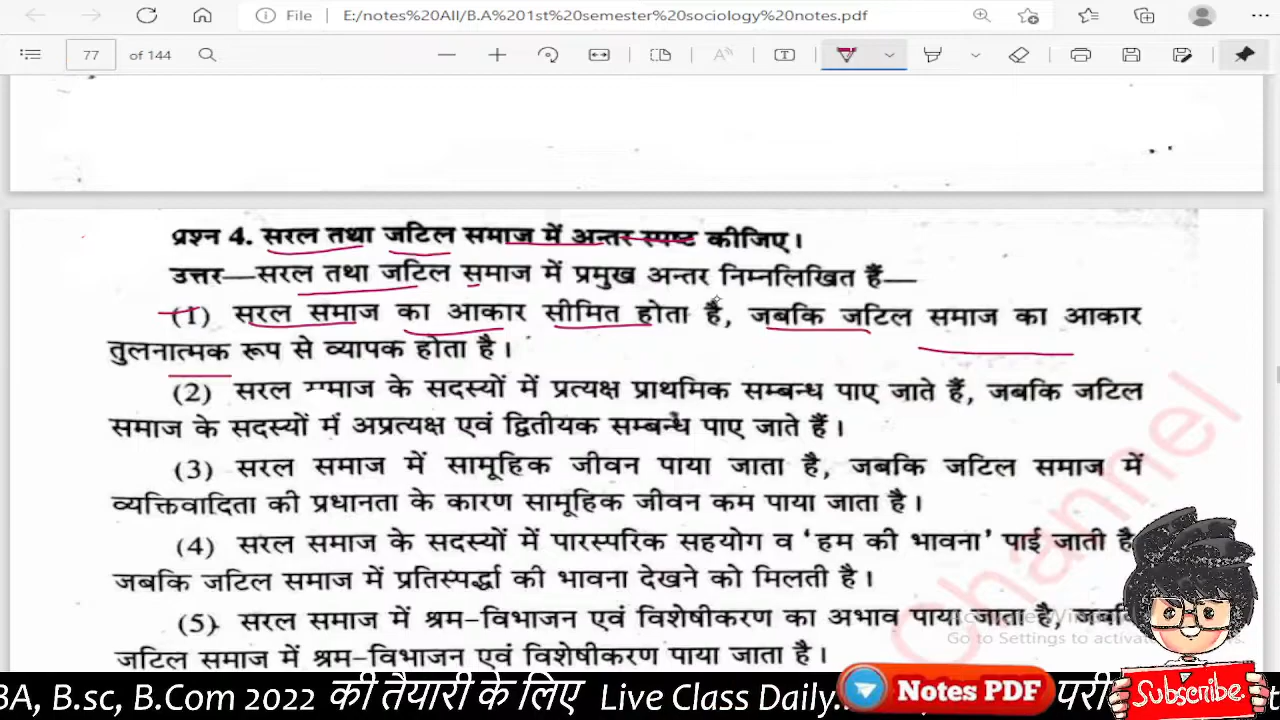 File E:/notes%20All/B.A%201st%20semester%20sociology%20notes.pdf
77 of 144
प्रश्न 4. सरल तथा जटिल समाज में अन्तर स्पष्ट कीजिए।
उत्तर—सरल तथा जटिल समाज में प्रमुख अन्तर निम्नलिखित हैं—
(1) सरल समाज का आकार सीमित होता है, जबकि जटिल समाज का आकार
तुलनात्मक रूप से व्यापक होता है।
(2) सरल समाज के सदस्यों में प्रत्यक्ष प्राथमिक सम्बन्ध पाए जाते हैं, जबकि जटिल
समाज के सदस्यों में अप्रत्यक्ष एवं द्वितीयक सम्बन्ध पाए जाते हैं।
(3) सरल समाज में सामूहिक जीवन पाया जाता है, जबकि जटिल समाज में
व्यक्तिवादिता की प्रधानता के कारण सामूहिक जीवन कम पाया जाता है।
(4) सरल समाज के सदस्यों में पारस्परिक सहयोग व ‘हम की भावना’ पाई जाती है
जबकि जटिल समाज में प्रतिस्पर्द्धा की भावना देखने को मिलती है।
(5) सरल समाज में श्रम-विभाजन एवं विशेषीकरण का अभाव पाया जाता है, जबकि
जटिल समाज में श्रम-विभाजन एवं विशेषीकरण पाया जाता है।
Channel
Go to Settings to activate
BA, B.sc, B.Com 2022 की तैयारी के लिए Live Class Daily.
Notes PDF
Subscribe